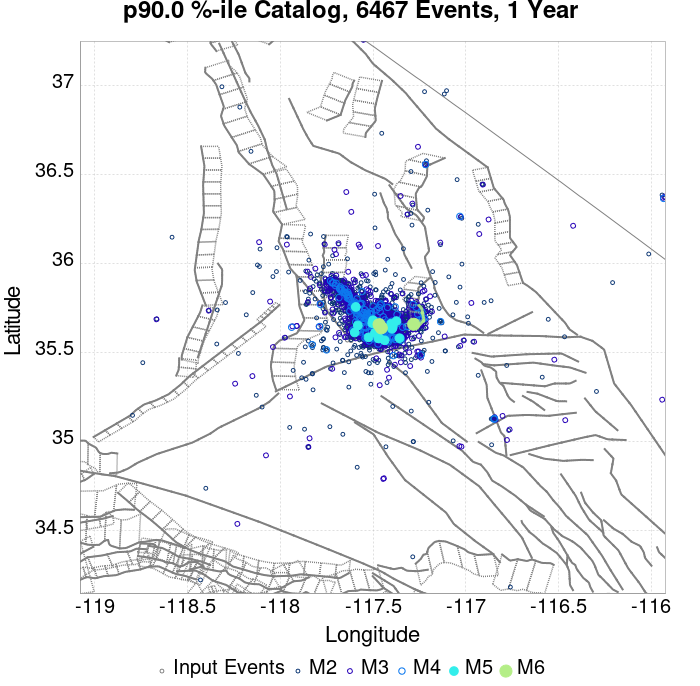 p90.0 %-ile Catalog, 6467 Events, 1 Year
37
36.5
36
35.5
35
34.5
Latitude
-119 -118.5 -118 -117.5 -117 -116.5 -116
Longitude
Input Events M2 M3 M4 M5 M6